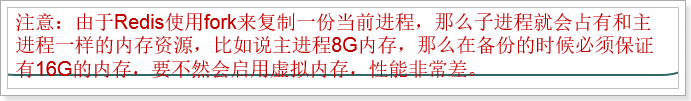 注意：由于Redis使用fork来复制一份当前进程，那么子进程就会占有和主
进程一样的内存资源，比如说主进程8G内存，那么在备份的时候必须保证
有16G的内存，要不然会启用虚拟内存，性能非常差。